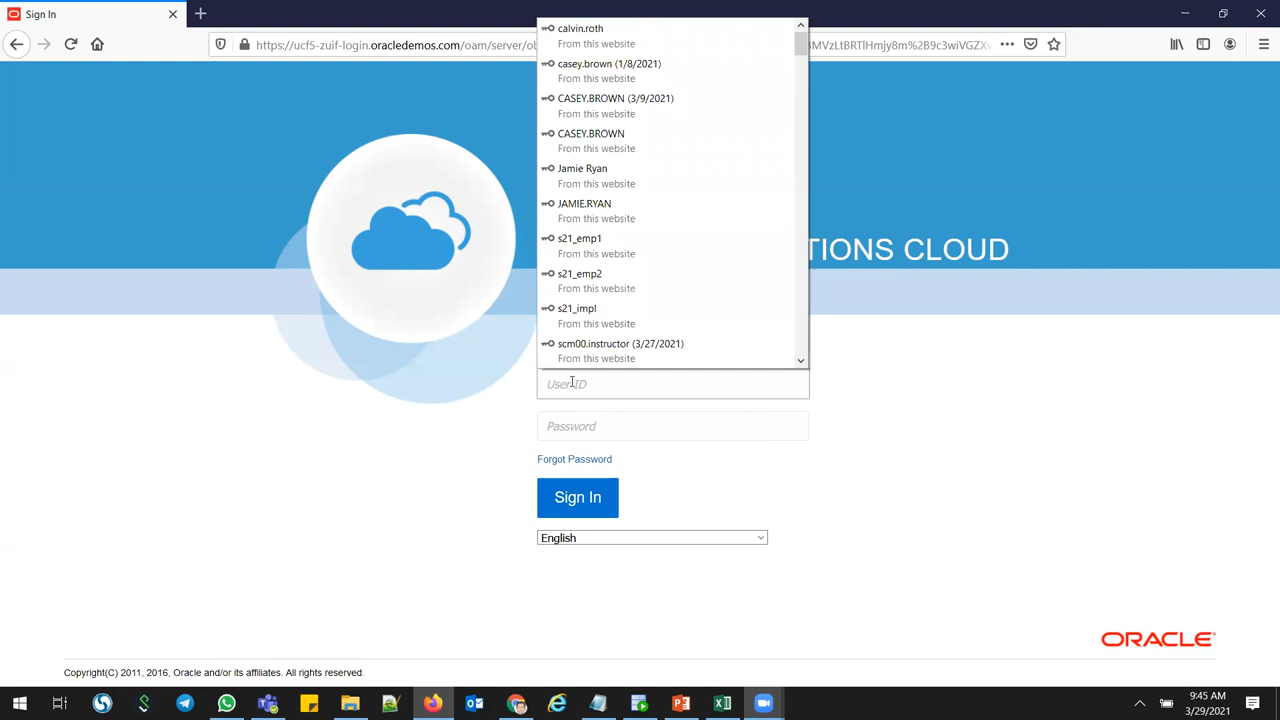 Sign In
https://ucf5-zuif-login.oracledemos.com/oam/server/ob
3MVzLtBRTlHmjy8m%2B9c3wiVGZX
calvin.roth
From this website
casey.brown (1/8/2021)
From this website
CASEY.BROWN (3/9/2021)
From this website
CASEY.BROWN
From this website
Jamie Ryan
From this website
JAMIE.RYAN
From this website
s21_emp1
From this website
s21_emp2
From this website
s21_impl
From this website
scm00.instructor (3/27/2021)
From this website
TIONS CLOUD
User ID
Password
Forgot Password
Sign In
English
ORACLE
Copyright(C) 2011, 2016, Oracle and/or its affiliates. All rights reserved.
9:45 AM
3/29/2021